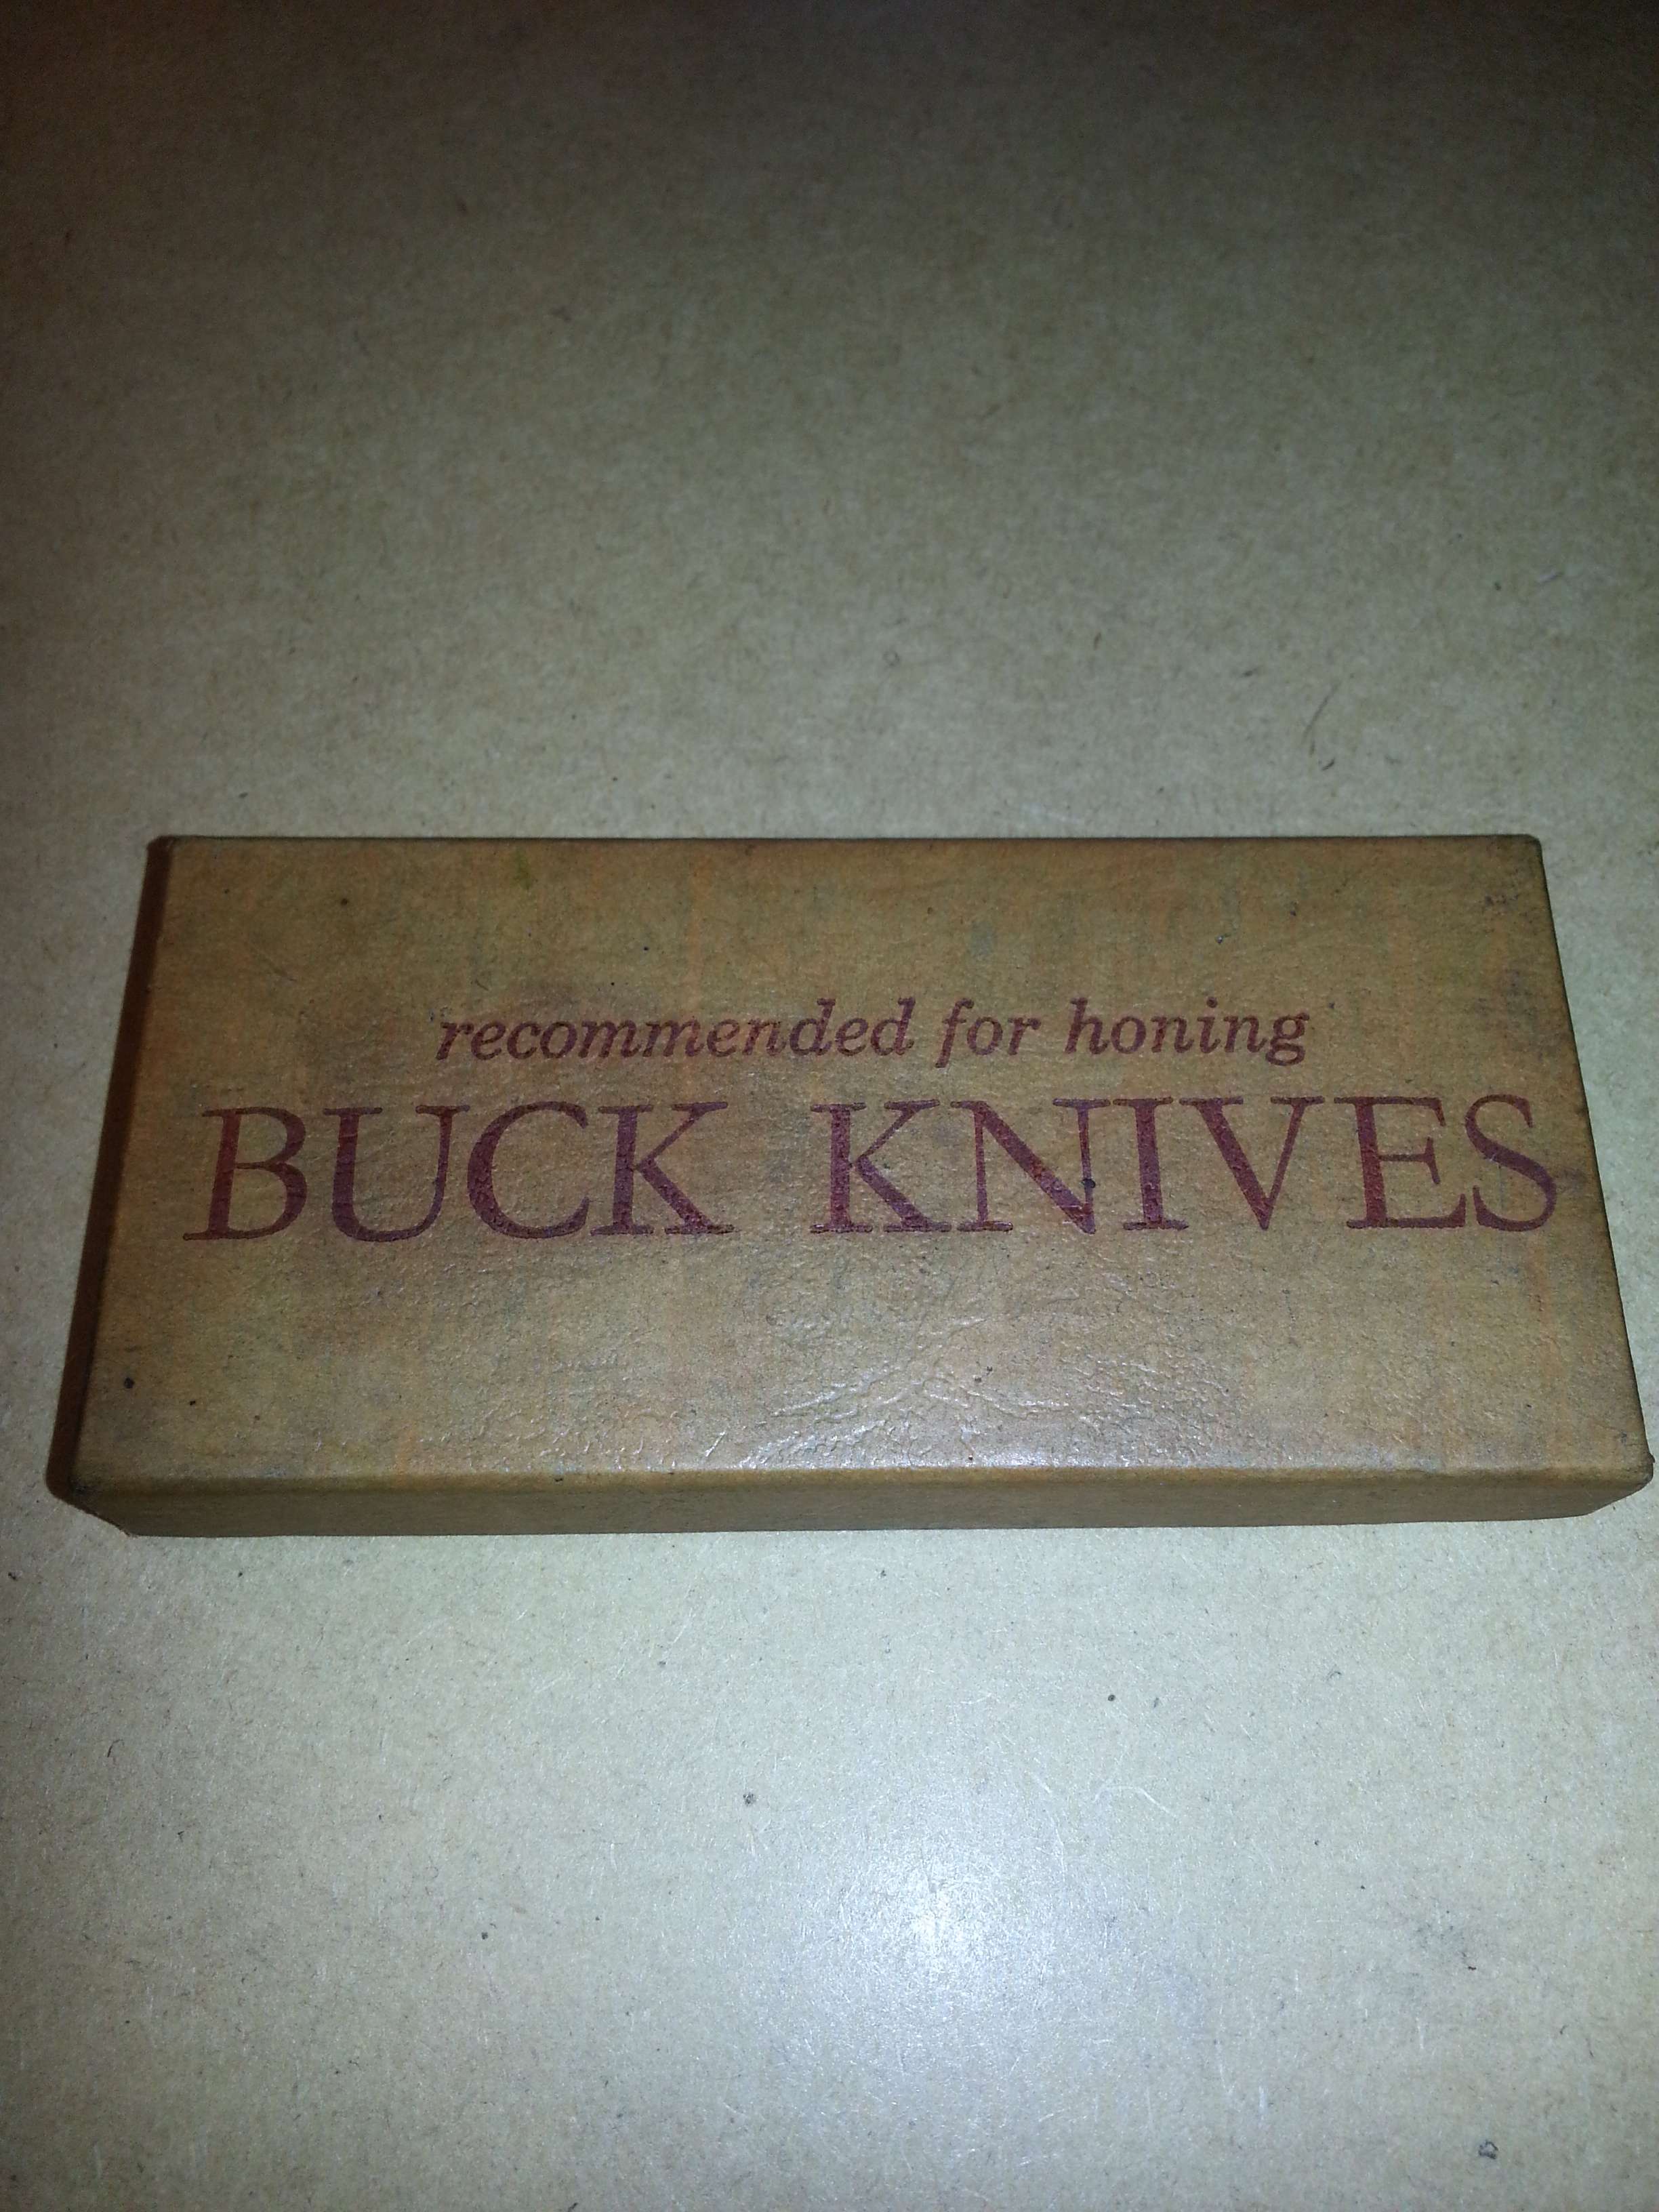 recommended for honing
BUCK KNIVES